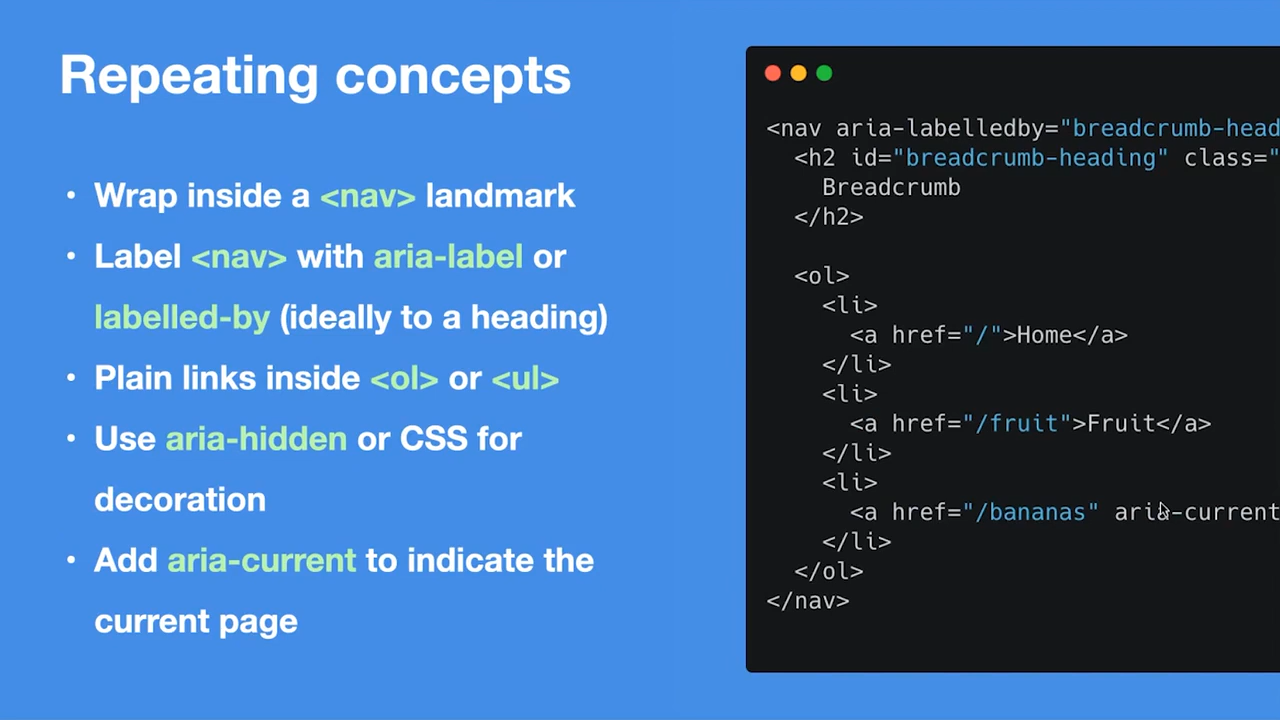 Repeating concepts
• Wrap inside a <nav> landmark
• Label <nav> with aria-label or
labelled-by (ideally to a heading)
• Plain links inside <ol> or <ul>
• Use aria-hidden or CSS for
decoration
• Add aria-current to indicate the
current page
<nav aria-labelledby="breadcrumb-head
<h2 id="breadcrumb-heading" class="
Breadcrumb
</h2>
<ol>
<li>
<a href="/">Home</a>
</li>
<li>
<a href="/fruit">Fruit</a>
</li>
<li>
<a href="/bananas" aria-current
</li>
</ol>
</nav>